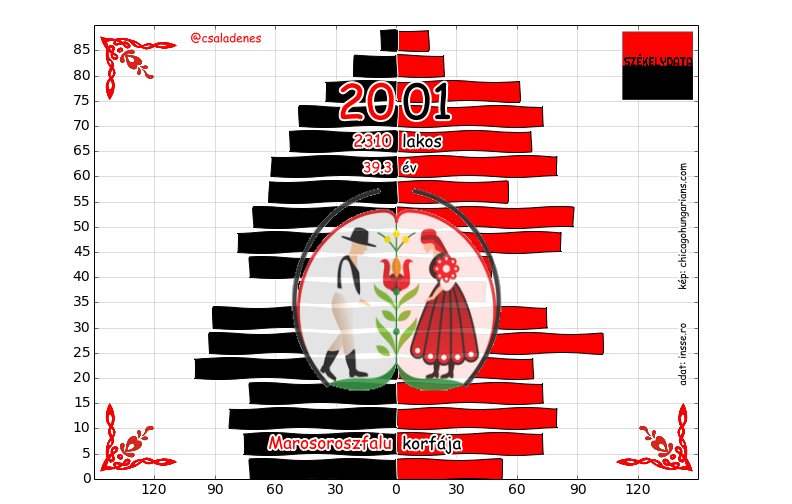 @csaladenes
SZÉKELYDATA
2001
2310 lakos
39.3 év
kép: chicagohungarians.com
adat: insse.ro
Marosoroszfalu korfája
85
80
75
70
65
60
55
50
45
40
35
30
25
20
15
10
5
0
120 90 60 30 0 30 60 90 120